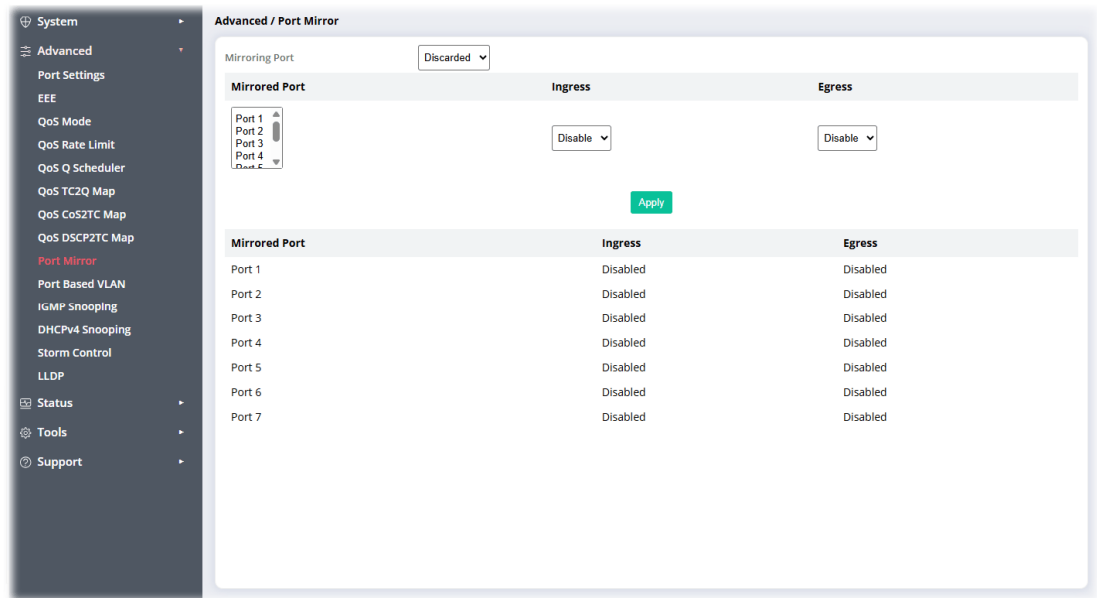 System
Advanced
Port Settings
EEE
QoS Mode
QoS Rate Limit
QoS Q Scheduler
QoS TC2Q Map
QoS CoS2TC Map
QoS DSCP2TC Map
Port Mirror
Port Based VLAN
IGMP Snooping
DHCPv4 Snooping
Storm Control
LLDP
Status
Tools
Support
Advanced / Port Mirror
Mirroring Port Discarded
Mirrored Port Ingress Egress
Port 1
Port 2
Port 3
Port 4
Port 5
Disable Disable
Apply
Mirrored Port Ingress Egress
Port 1 Disabled Disabled
Port 2 Disabled Disabled
Port 3 Disabled Disabled
Port 4 Disabled Disabled
Port 5 Disabled Disabled
Port 6 Disabled Disabled
Port 7 Disabled Disabled